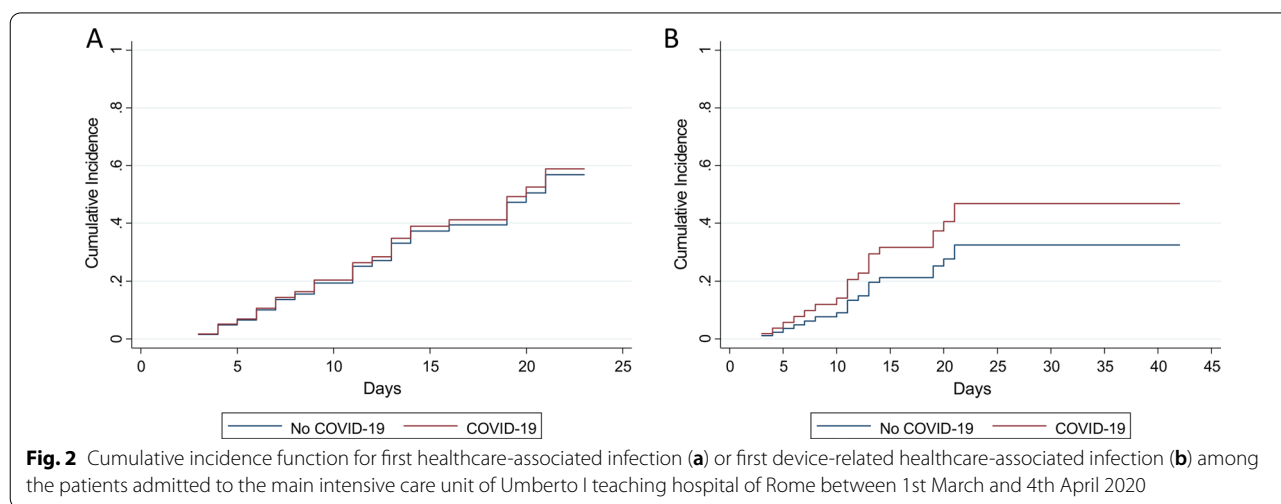 A
B
1
.8
.6
.4
.2
0
Cumulative Incidence
0 5 10 15 20 25
Days
No COVID-19 COVID-19
1
.8
.6
.4
.2
0
Cumulative Incidence
0 5 10 15 20 25 30 35 40 45
Days
No COVID-19 COVID-19
Fig. 2 Cumulative incidence function for first healthcare-associated infection (a) or first device-related healthcare-associated infection (b) among
the patients admitted to the main intensive care unit of Umberto I teaching hospital of Rome between 1st March and 4th April 2020